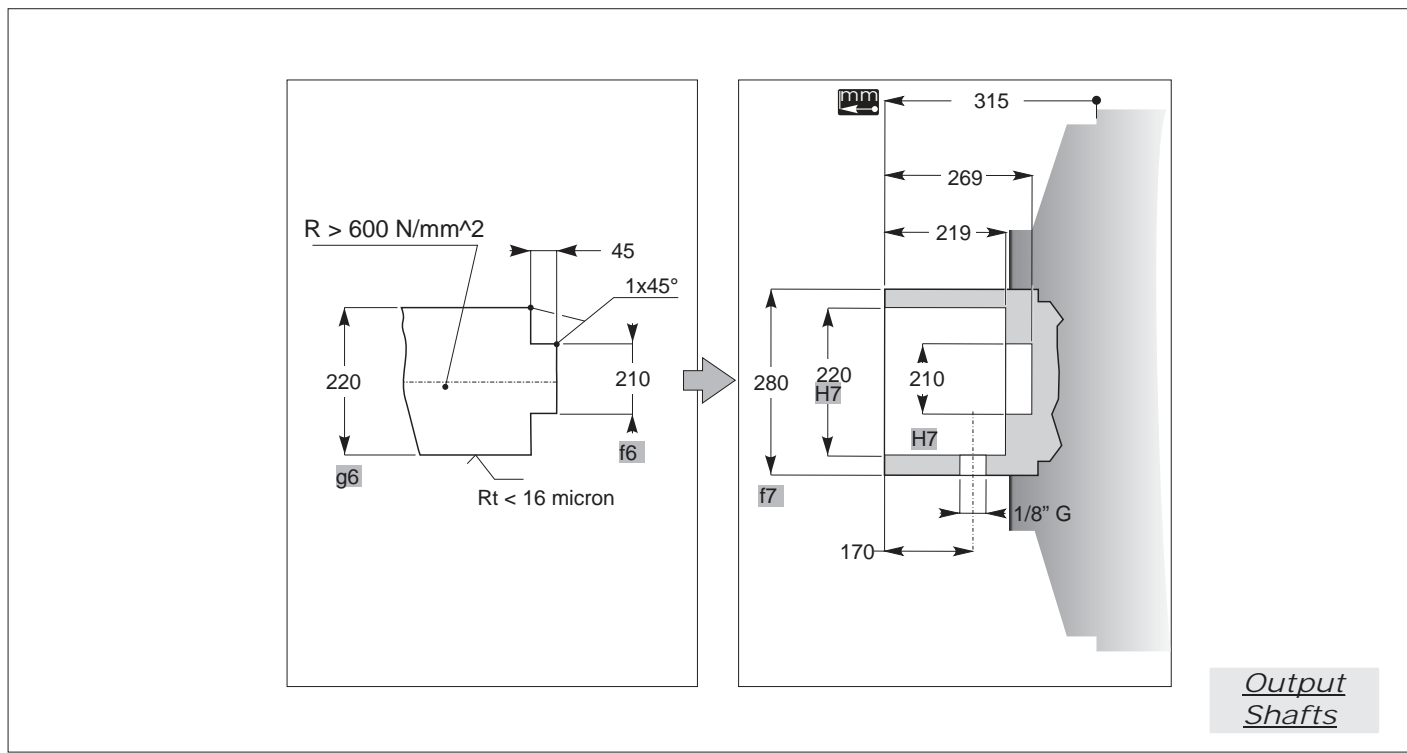 R > 600 N/mm^2
45
1x45°
220
210
g6
f6
Rt < 16 micron
mm
315
269
219
280
220
H7
210
H7
f7
1/8” G
170
Output
Shafts